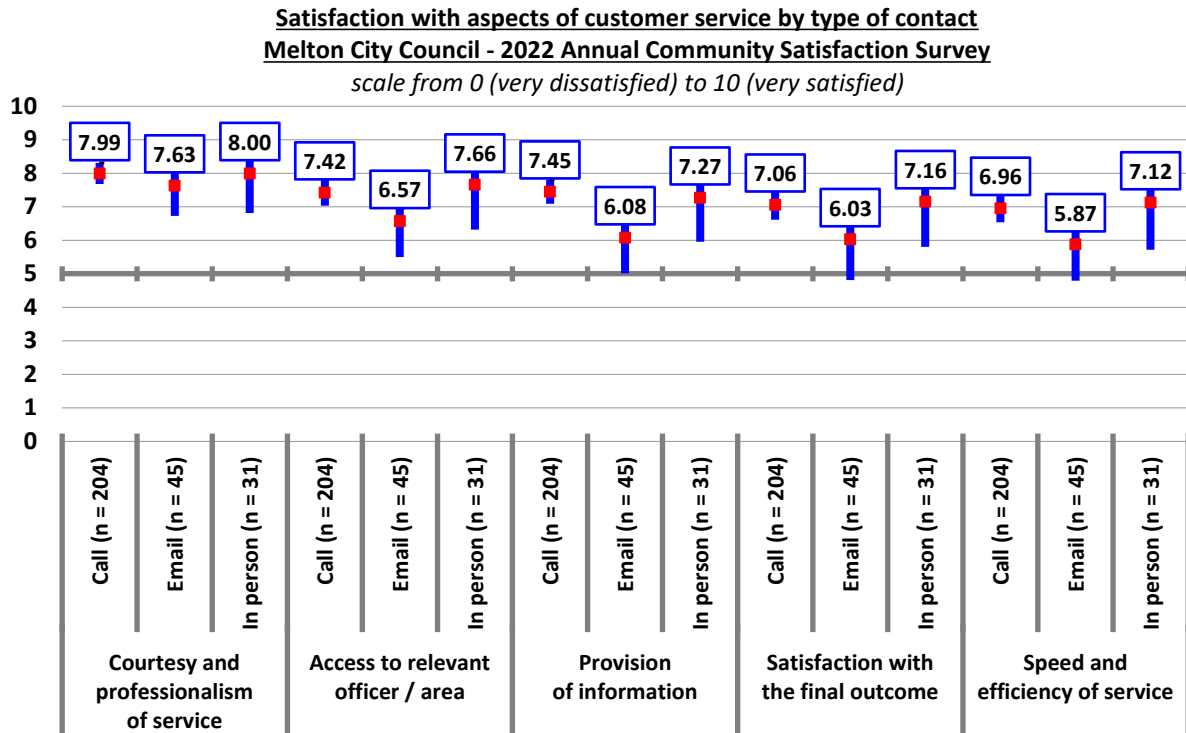 Satisfaction with aspects of customer service by type of contact
Melton City Council - 2022 Annual Community Satisfaction Survey
scale from 0 (very dissatisfied) to 10 (very satisfied)
10
9
8
7
6
5
4
3
2
1
0
7.99
7.63
8.00
7.42
6.57
7.66
7.45
6.08
7.27
7.06
6.03
7.16
6.96
5.87
7.12
Call (n = 204)
Email (n = 45)
In person (n = 31)
Call (n = 204)
Email (n = 45)
In person (n = 31)
Call (n = 204)
Email (n = 45)
In person (n = 31)
Call (n = 204)
Email (n = 45)
In person (n = 31)
Call (n = 204)
Email (n = 45)
In person (n = 31)
Courtesy and
professionalism
of service
Access to relevant
officer / area
Provision
of information
Satisfaction with
the final outcome
Speed and
efficiency of service